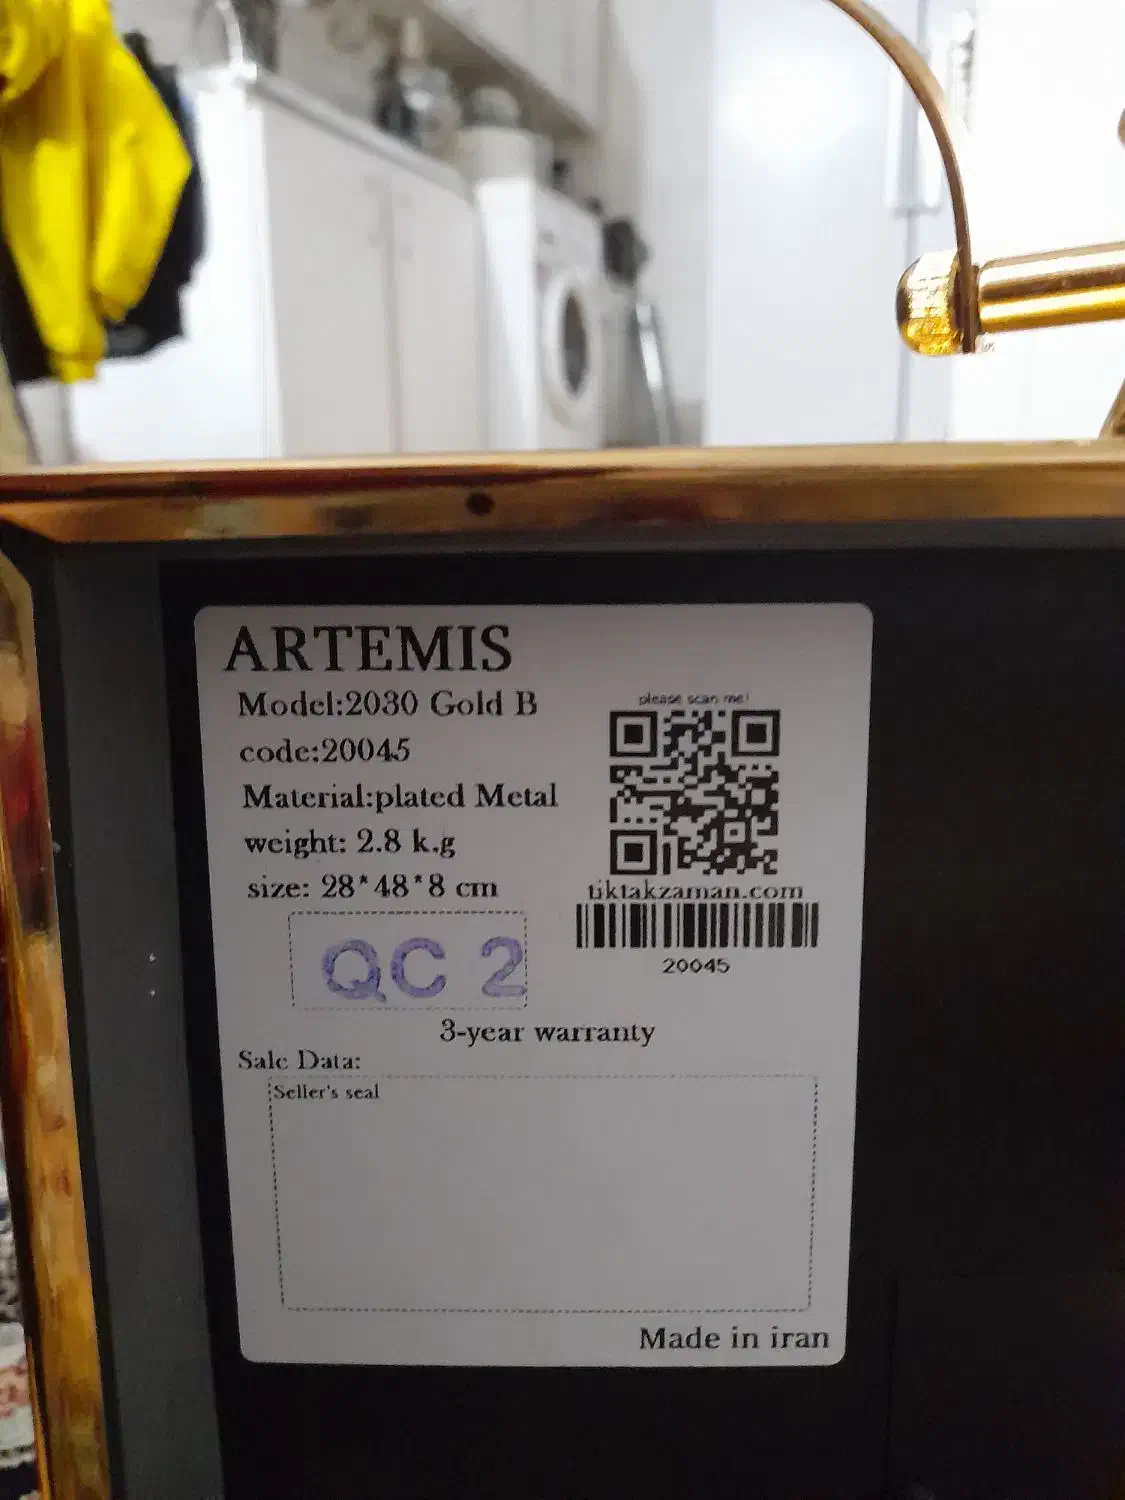 ARTEMIS
Model:2030 Gold B
code:20045
Material:plated Metal
weight: 2.8 k.g
size: 28*48*8 cm
please scan me!
tiktakzaman.com
20045
QC 2
3-year warranty
Sale Data:
Seller's seal
Made in iran